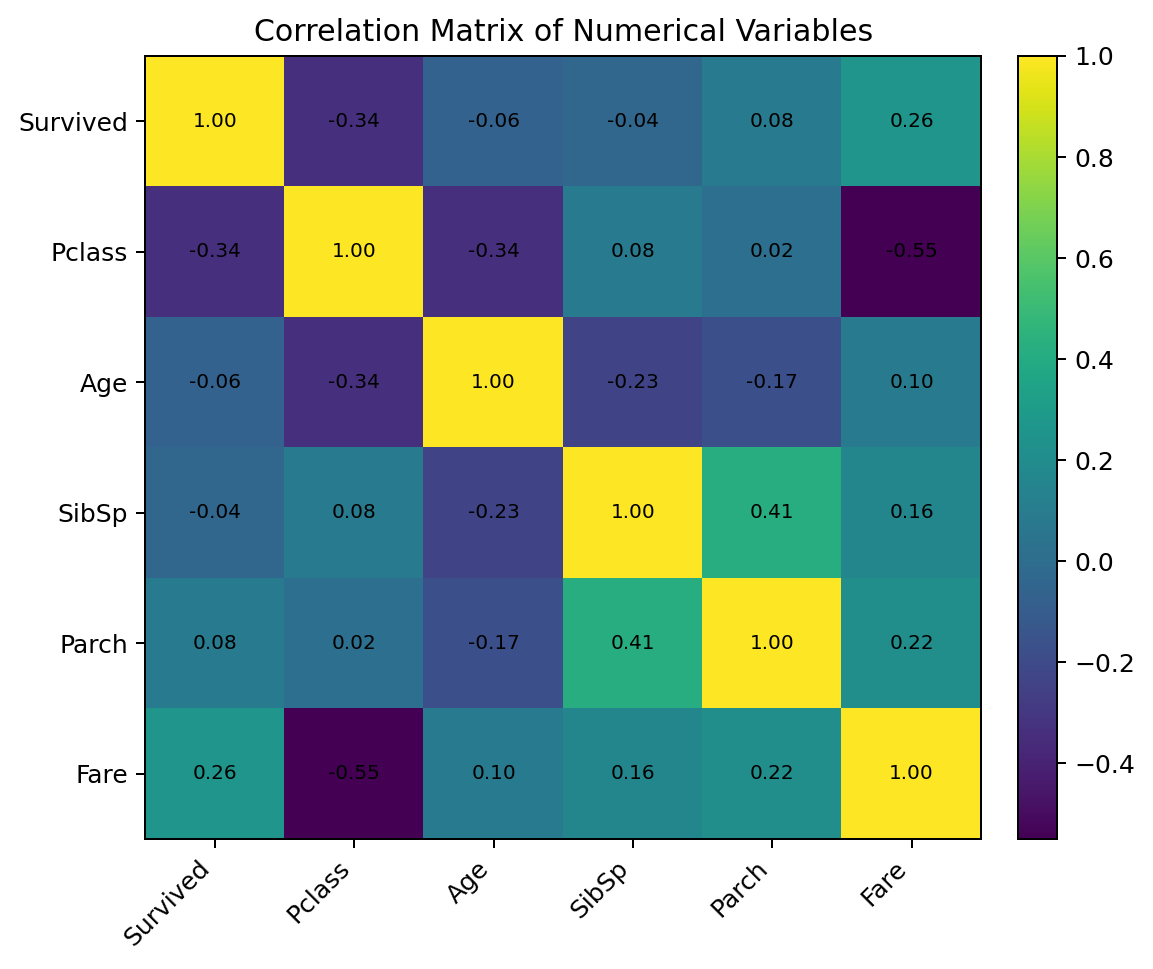 Correlation Matrix of Numerical Variables
Survived 1.00 -0.34 -0.06 -0.04 0.08 0.26
Pclass -0.34 1.00 -0.34 0.08 0.02 -0.55
Age -0.06 -0.34 1.00 -0.23 -0.17 0.10
SibSp -0.04 0.08 -0.23 1.00 0.41 0.16
Parch 0.08 0.02 -0.17 0.41 1.00 0.22
Fare 0.26 -0.55 0.10 0.16 0.22 1.00
Survived Pclass Age SibSp Parch Fare
1.0
0.8
0.6
0.4
0.2
0.0
−0.2
−0.4